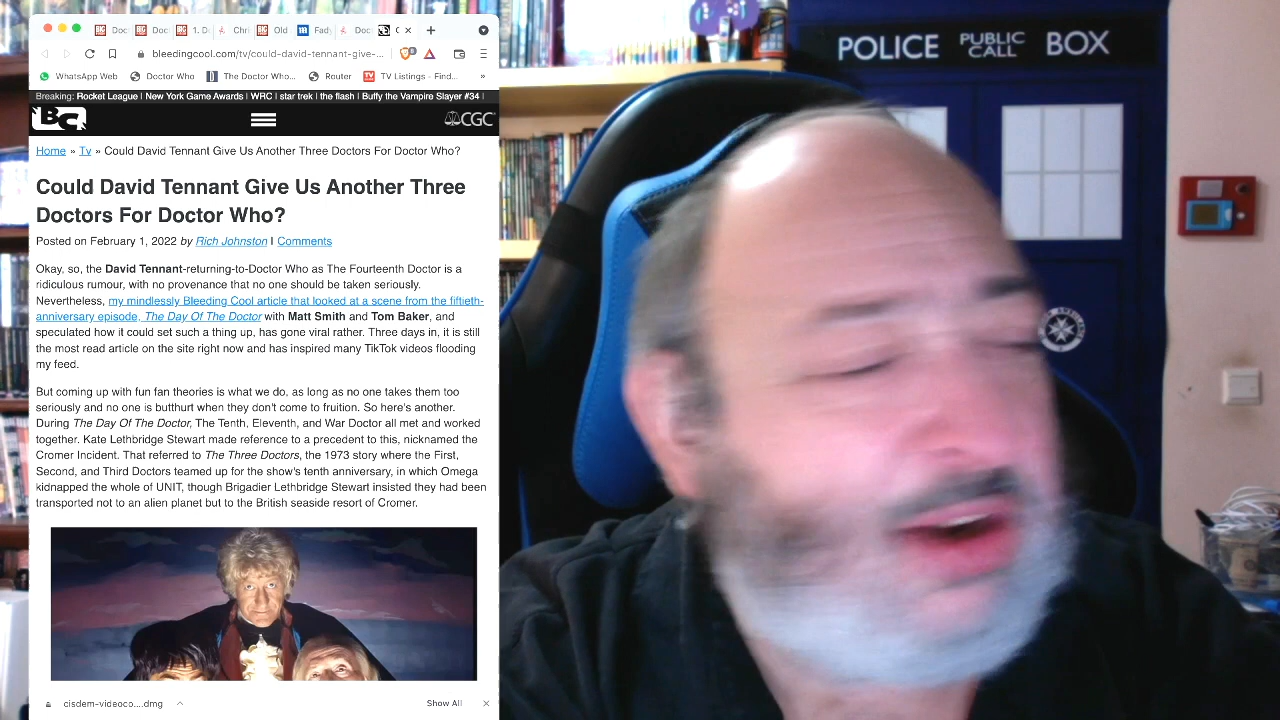 Doc
Doc
1. D
Chri
Old
Fad
Doc
C
bleedingcool.com/tv/could-david-tennant-give-...
WhatsApp Web
Doctor Who
The Doctor Who...
Router
TV Listings - Find...
»
Breaking: Rocket League | New York Game Awards | WRC | star trek | the flash | Buffy the Vampire Slayer #34 |
BC
CGC
Home » Tv » Could David Tennant Give Us Another Three Doctors For Doctor Who?
Could David Tennant Give Us Another Three
Doctors For Doctor Who?
Posted on February 1, 2022 by Rich Johnston | Comments
Okay, so, the David Tennant-returning-to-Doctor Who as The Fourteenth Doctor is a
ridiculous rumour, with no provenance that no one should be taken seriously.
Nevertheless, my mindlessly Bleeding Cool article that looked at a scene from the fiftieth-
anniversary episode, The Day Of The Doctor with Matt Smith and Tom Baker, and
speculated how it could set such a thing up, has gone viral rather. Three days in, it is still
the most read article on the site right now and has inspired many TikTok videos flooding
my feed.
But coming up with fun fan theories is what we do, as long as no one takes them too
seriously and no one is butthurt when they don't come to fruition. So here's another.
During The Day Of The Doctor, The Tenth, Eleventh, and War Doctor all met and worked
together. Kate Lethbridge Stewart made reference to a precedent to this, nicknamed the
Cromer Incident. That referred to The Three Doctors, the 1973 story where the First,
Second, and Third Doctors teamed up for the show's tenth anniversary, in which Omega
kidnapped the whole of UNIT, though Brigadier Lethbridge Stewart insisted they had been
transported not to an alien planet but to the British seaside resort of Cromer.
cisdem-videoco....dmg
Show All
POLICE PUBLIC CALL BOX